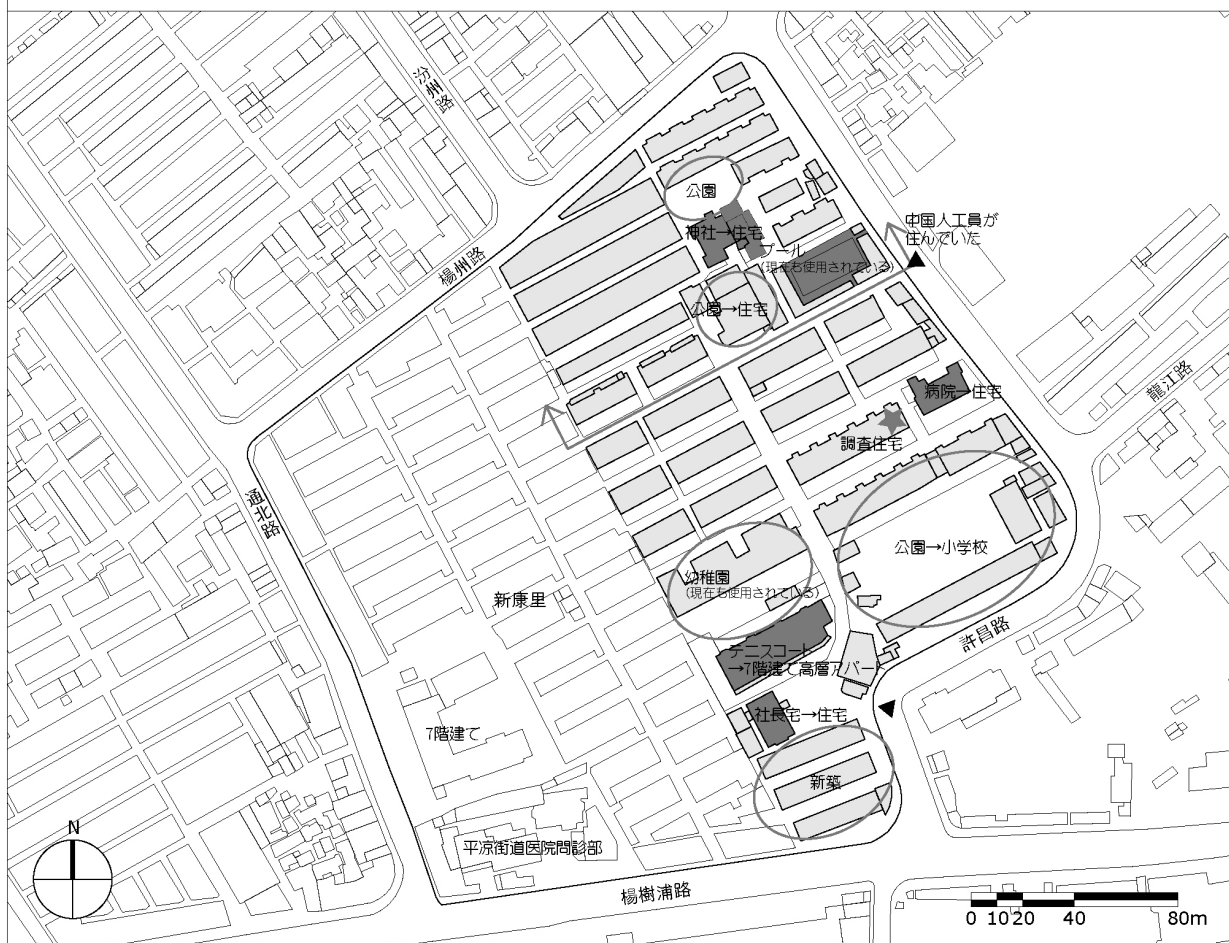 汾州路
公園
中国人工員が
住んでいた
神社→住宅
プール
(現在も使用されている)
楊州路
公園→住宅
龍江路
病院→住宅
調査住宅
通北路
公園→小学校
幼稚園
(現在も使用されている)
新康里
許昌路
テニスコート
→7階建て高層アパート
社長宅→住宅
7階建て
新築
N
平凉街道医院問診部
楊樹浦路
0 10 20 40 80m